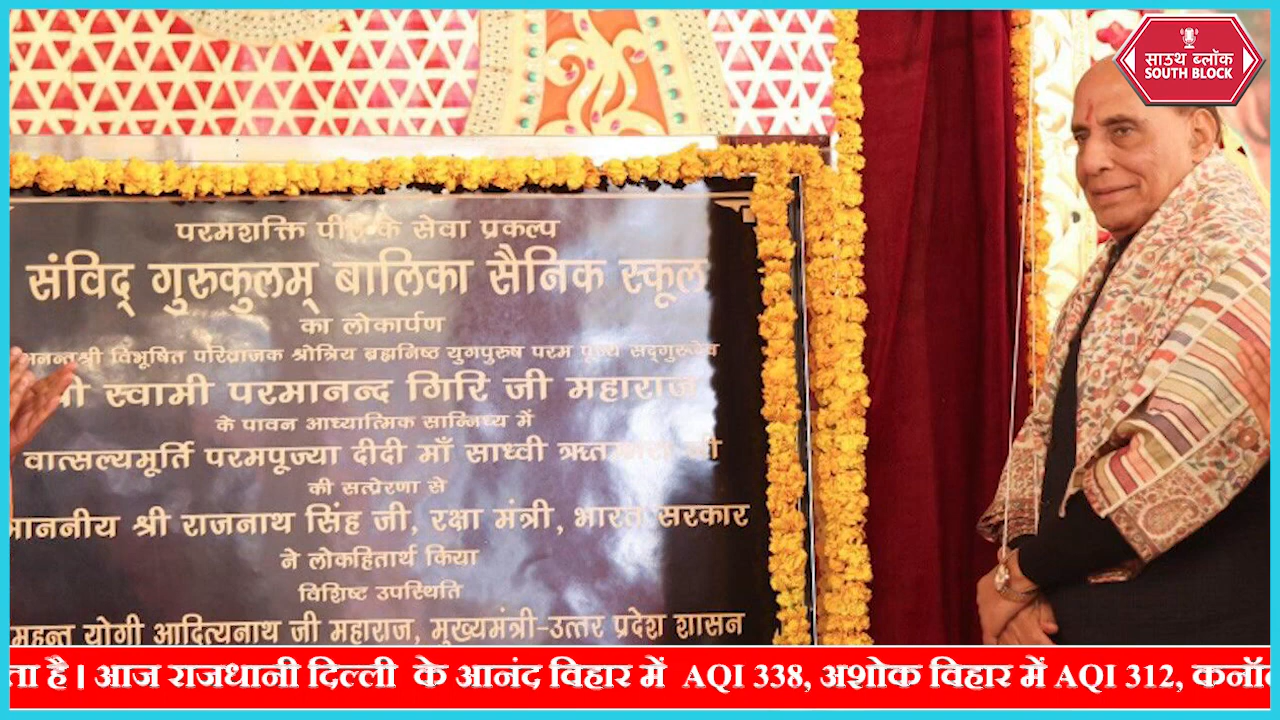 साउथ ब्लॉक
SOUTH BLOCK
परमशक्ति पीठ के सेवा प्रकल्प
संविद् गुरुकुलम् बालिका सैनिक स्कूल
का लोकार्पण
विभूषित परिव्राजक श्रोत्रिय ब्रह्मनिष्ठ युगपुरुष परम पूज्य सद्गुरुदेव
स्वामी परमानन्द गिरि जी महाराज
के पावन आध्यात्मिक सान्निध्य में
वात्सल्यमूर्ति परमपूज्या दीदी माँ साध्वी जी
की सत्प्रेरणा से
माननीय श्री राजनाथ सिंह जी, रक्षा मंत्री, भारत सरकार
ने लोकहितार्थ किया
विशिष्ट उपस्थिति
महन्त योगी आदित्यनाथ जी महाराज, मुख्यमंत्री-उत्तर प्रदेश शासन
ता है। आज राजधानी दिल्ली के आनंद विहार में AQI 338, अशोक विहार में AQI 312,